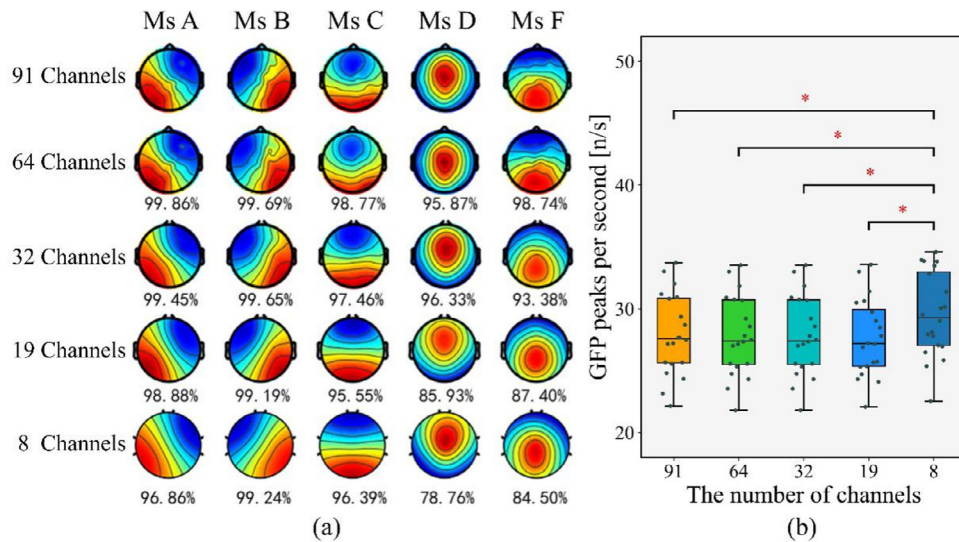 Ms A Ms B Ms C Ms D Ms F
91 Channels
64 Channels
99.86% 99.69% 98.77% 95.87% 98.74%
32 Channels
99.45% 99.65% 97.46% 96.33% 93.38%
19 Channels
98.88% 99.19% 95.55% 85.93% 87.40%
8 Channels
96.86% 99.24% 96.39% 78.76% 84.50%
(a)
GFP peaks per second [n/s]
50
40
30
20
*
*
*
*
91 64 32 19 8
The number of channels
(b)